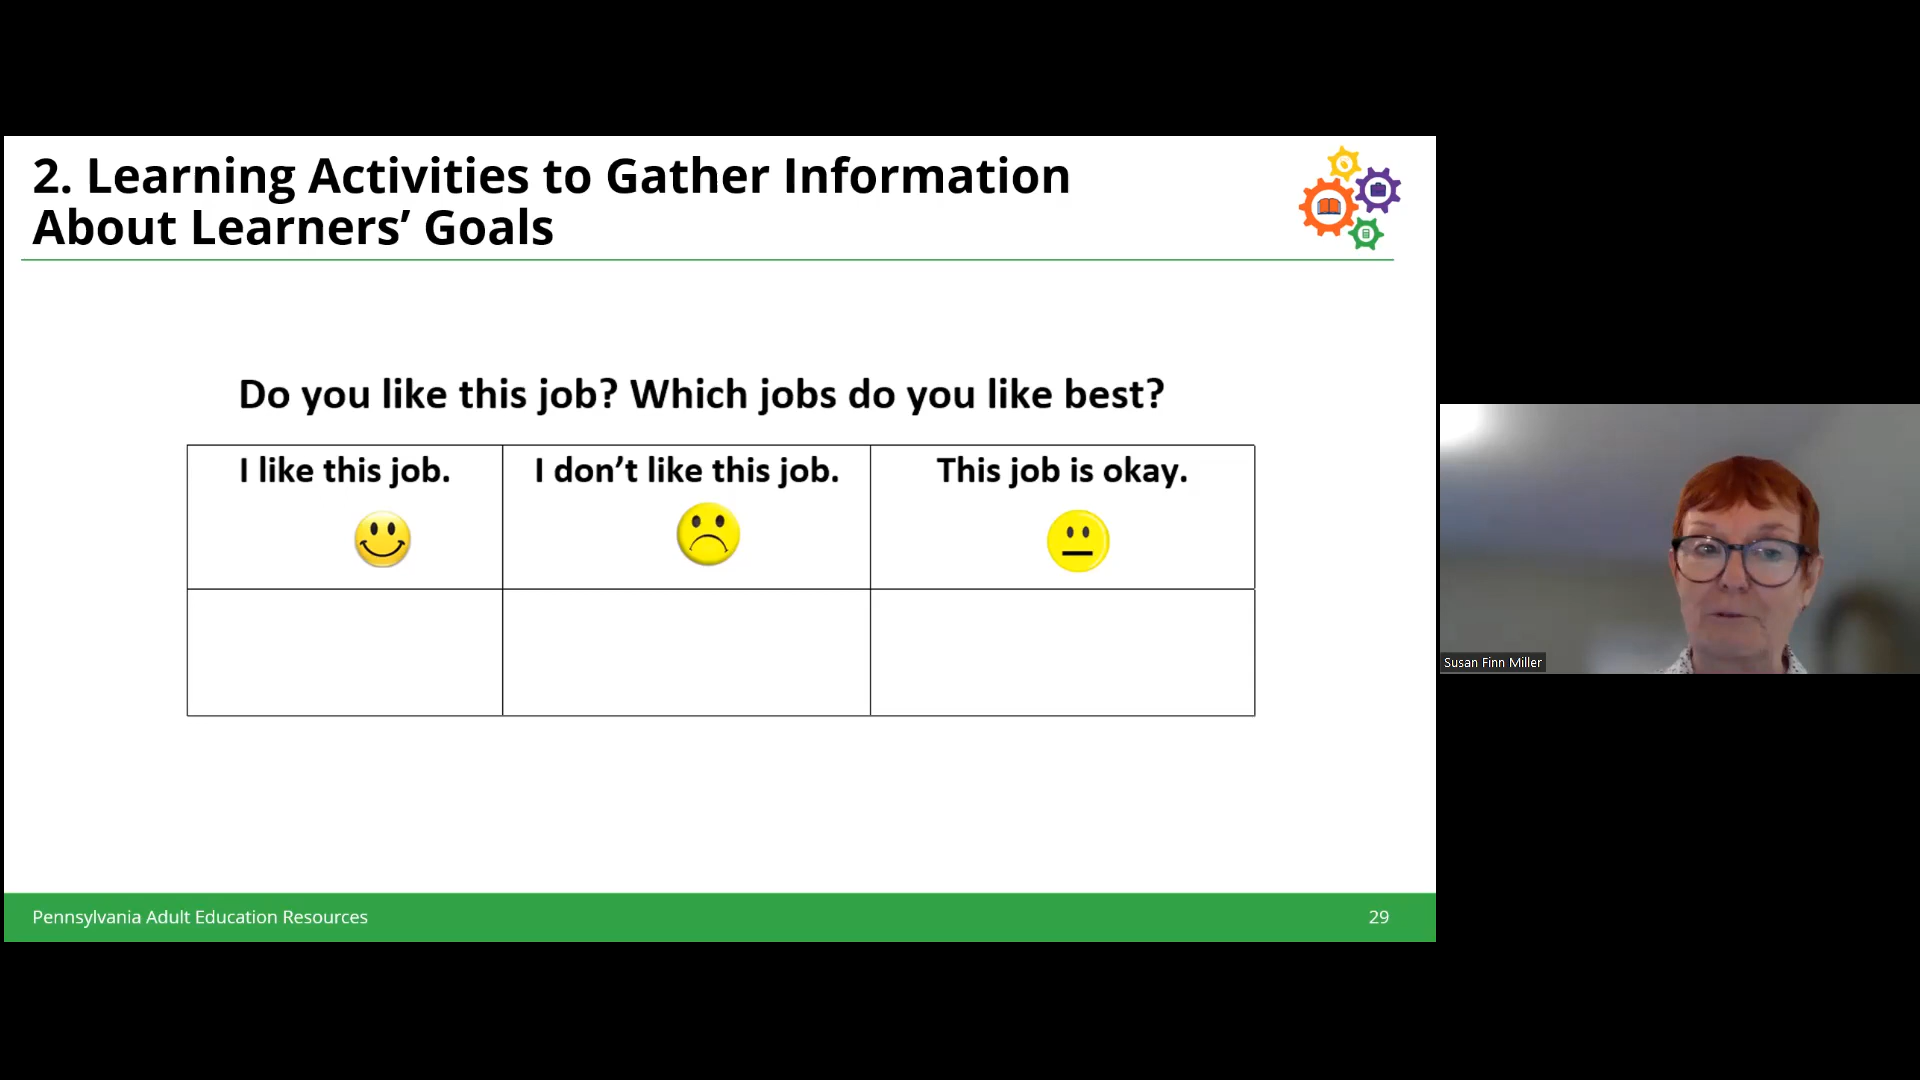 2. Learning Activities to Gather Information
About Learners’ Goals
Do you like this job? Which jobs do you like best?
I like this job.
I don’t like this job.
This job is okay.
Susan Finn Miller
Pennsylvania Adult Education Resources
29